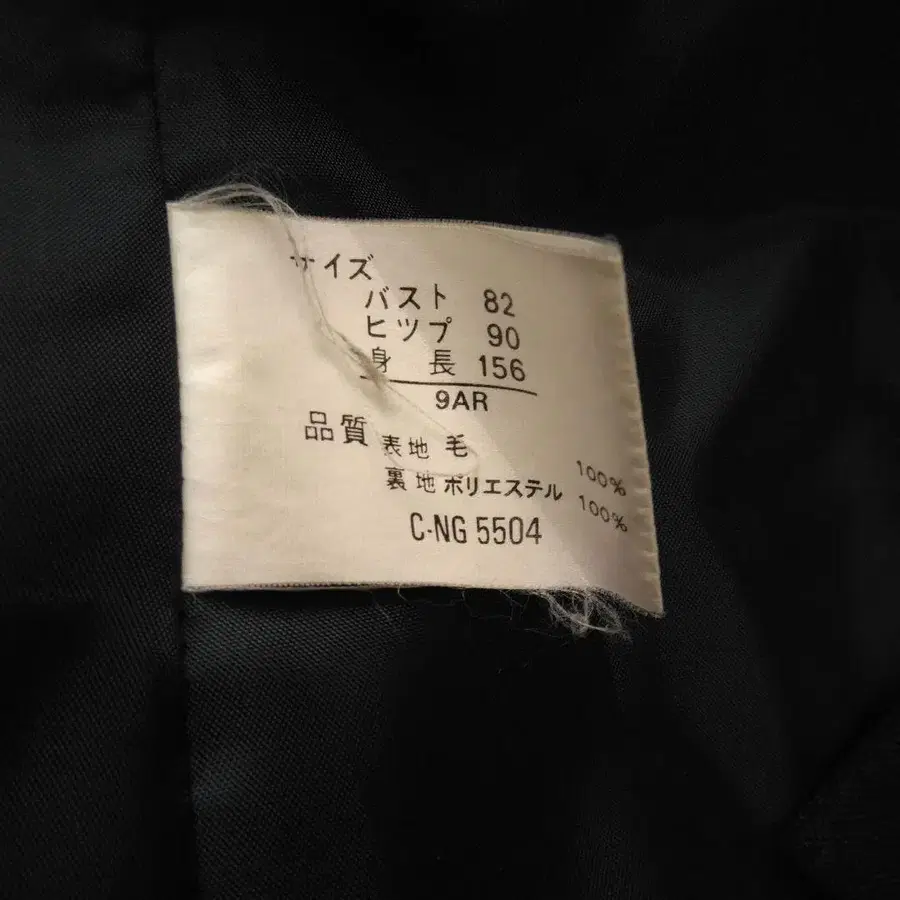 サイズ
バスト 82
ヒップ 90
身長 156
9AR
品質 表地 毛 100%
裏地 ポリエステル 100%
C-NG 5504